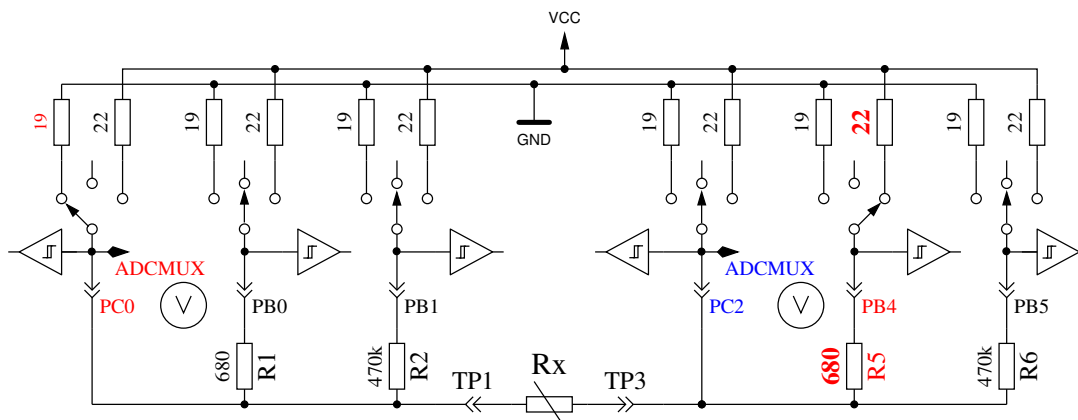 VCC
19
22
19
22
19
22
GND
19
22
19
22
19
22
ADCMUX
ADCMUX
PC0
V
PB0
PB1
PC2
V
PB4
PB5
680
R1
470k
R2
TP1
Rx
TP3
680
R5
470k
R6